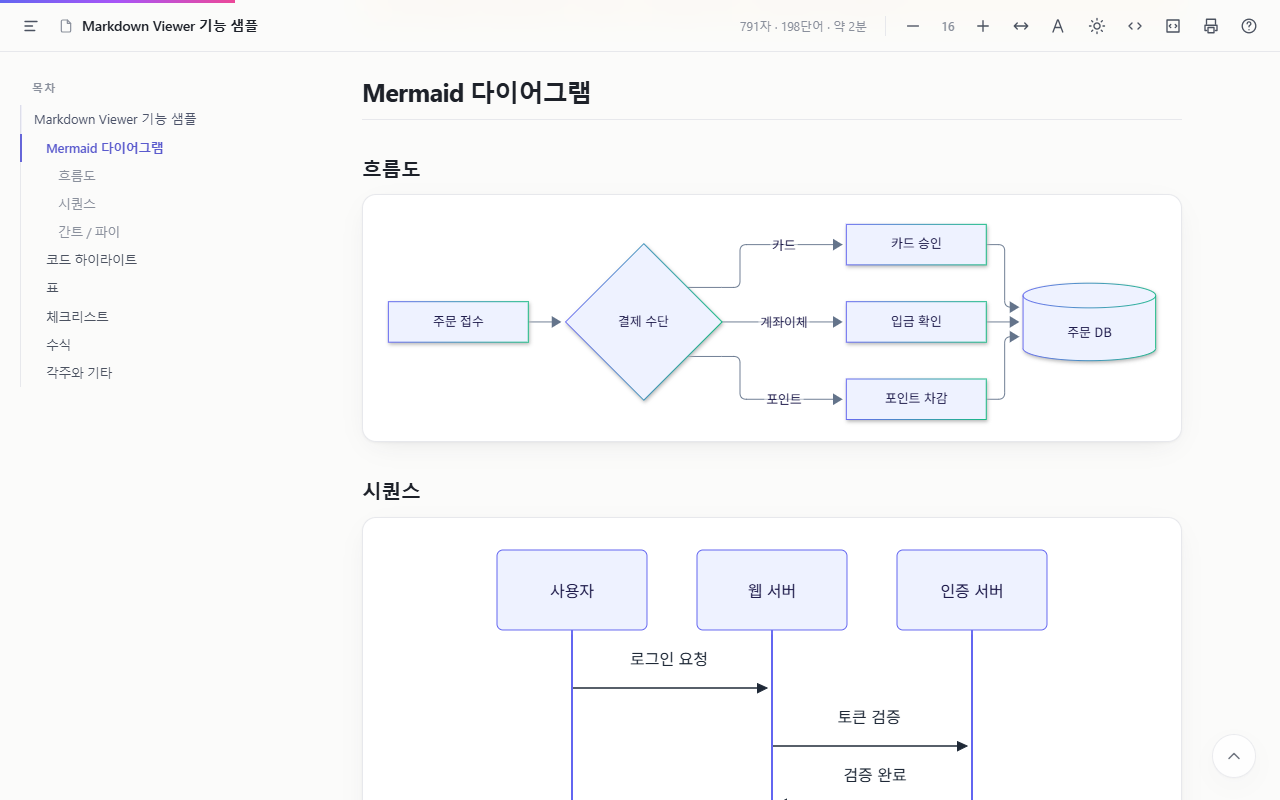 Markdown Viewer 기능 샘플
791자 · 198단어 · 약 2분
16
목차
Markdown Viewer 기능 샘플
Mermaid 다이어그램
흐름도
시퀀스
간트 / 파이
코드 하이라이트
표
체크리스트
수식
각주와 기타
Mermaid 다이어그램
흐름도
주문 접수
결제 수단
카드
계좌이체
포인트
카드 승인
입금 확인
포인트 차감
주문 DB
시퀀스
사용자
웹 서버
인증 서버
로그인 요청
토큰 검증
검증 완료